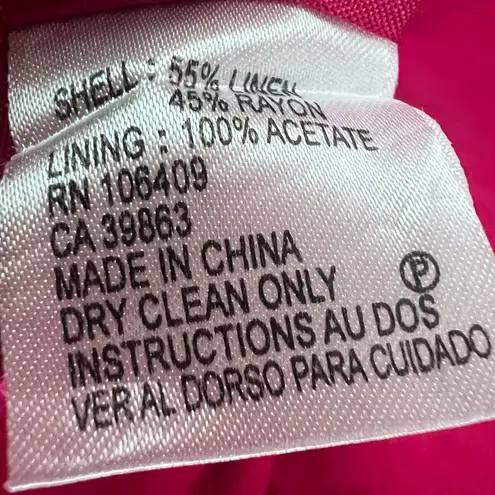 SHELL : 55% LINEN
45% RAYON
LINING : 100% ACETATE
RN 106409
CA 39863
MADE IN CHINA
DRY CLEAN ONLY Ⓟ
INSTRUCTIONS AU DOS
VER AL DORSO PARA CUIDADO